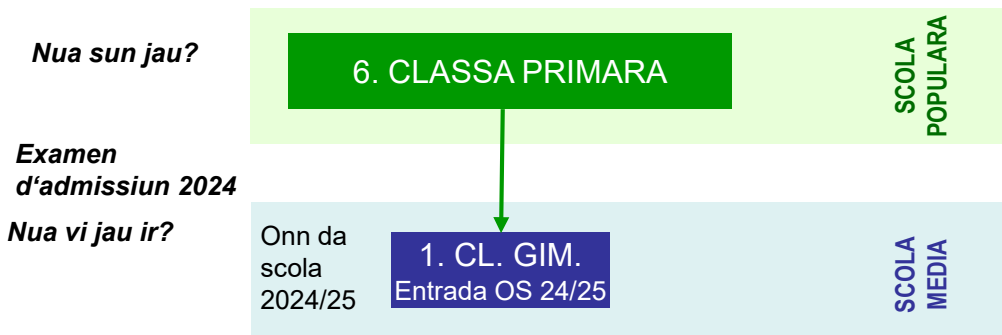 Nua sun jau?
6. CLASSA PRIMARA
SCOLA
POPULARA
Examen
d‘admissiun 2024
Nua vi jau ir?
Onn da
scola
2024/25
1. CL. GIM.
Entrada OS 24/25
SCOLA
MEDIA